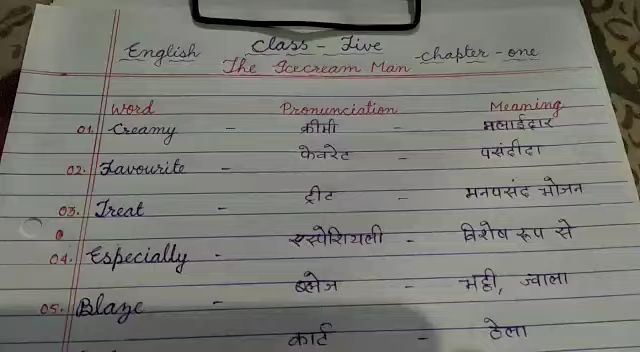 English Class - Five Chapter - one
The Icecream Man
Word Pronunciation Meaning
01. Creamy - क्रीमी - मलाईदार
02. Favourite - फेवरेट - पसंदीदा
03. Treat - ट्रीट - मनपसंद भोजन
04. Especially - एस्पेशियली - विशेष रूप से
05. Blaze - ब्लेज - भट्टी, ज्वाला
कार्ट - ठेला